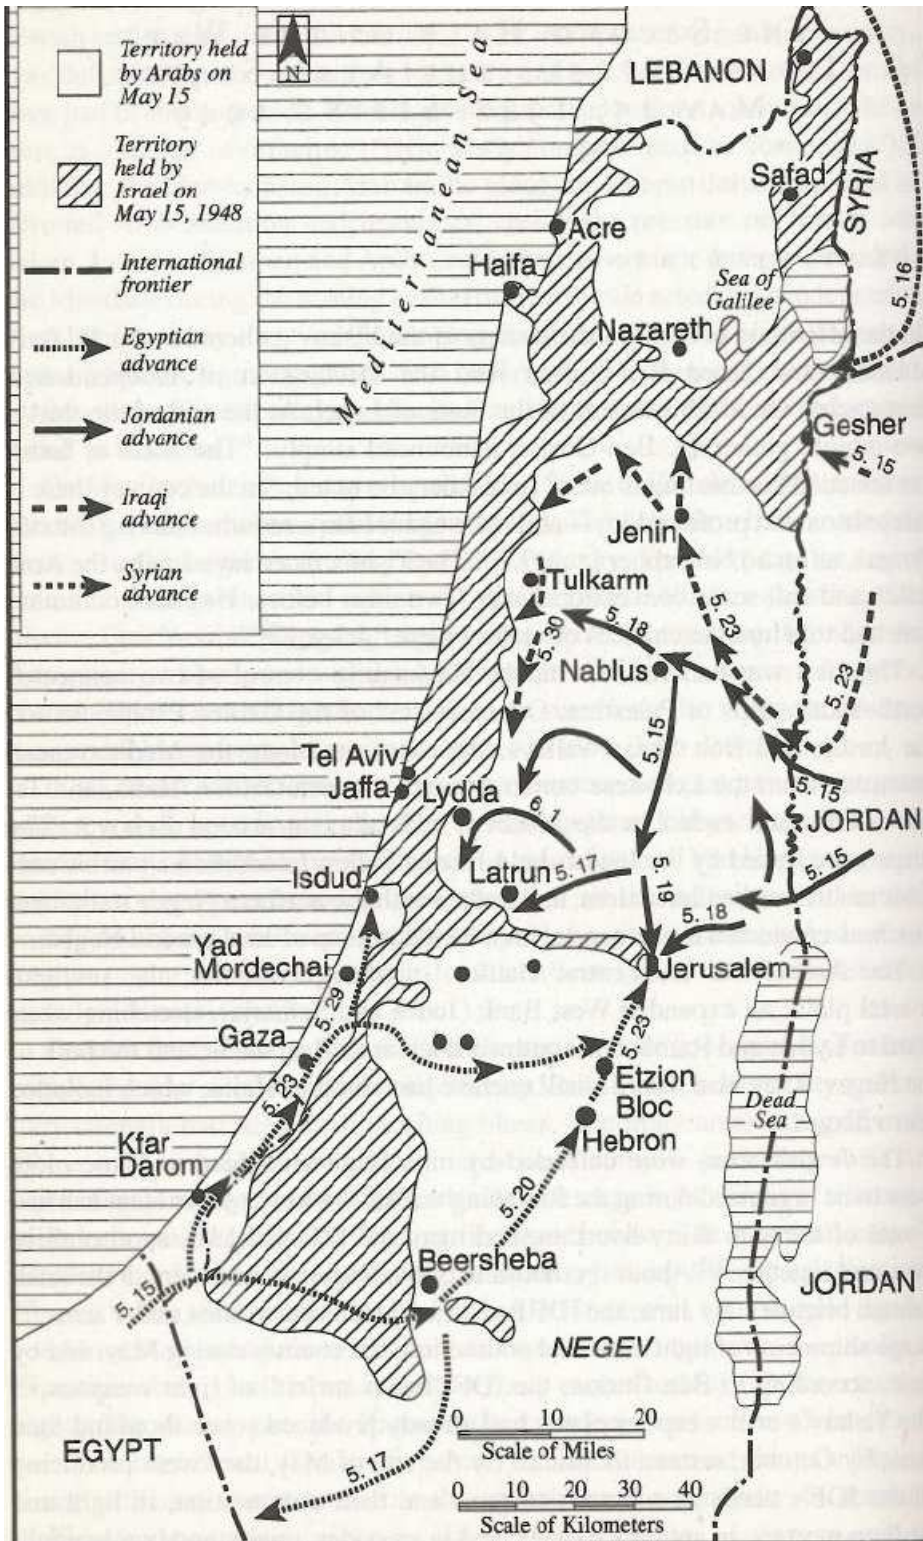 Territory held
by Arabs on
May 15
Territory
held by
Israel on
May 15, 1948
International
frontier
Egyptian
advance
Jordanian
advance
Iraqi
advance
Syrian
advance
N
Mediterranean Sea
LEBANON
SYRIA
Safad
Acre
Haifa
Sea of
Galilee
Nazareth
5.16
Gesher
5.15
Jenin
Tulkarm
5.30
5.18
5.22
5.23
Nablus
5.15
5.15
Tel Aviv
Jaffa
Lydda
JORDAN
5.15
Latrun
5.17
5.17
Isdud
5.18
Yad
Mordechai
Jerusalem
5.29
Gaza
5.23
5.23
Etzion
Bloc
Hebron
Dead
Sea
Kfar
Darom
5.20
Beersheba
5.15
JORDAN
NEGEV
EGYPT
5.17
0 10 20
Scale of Miles
0 10 20 30 40
Scale of Kilometers